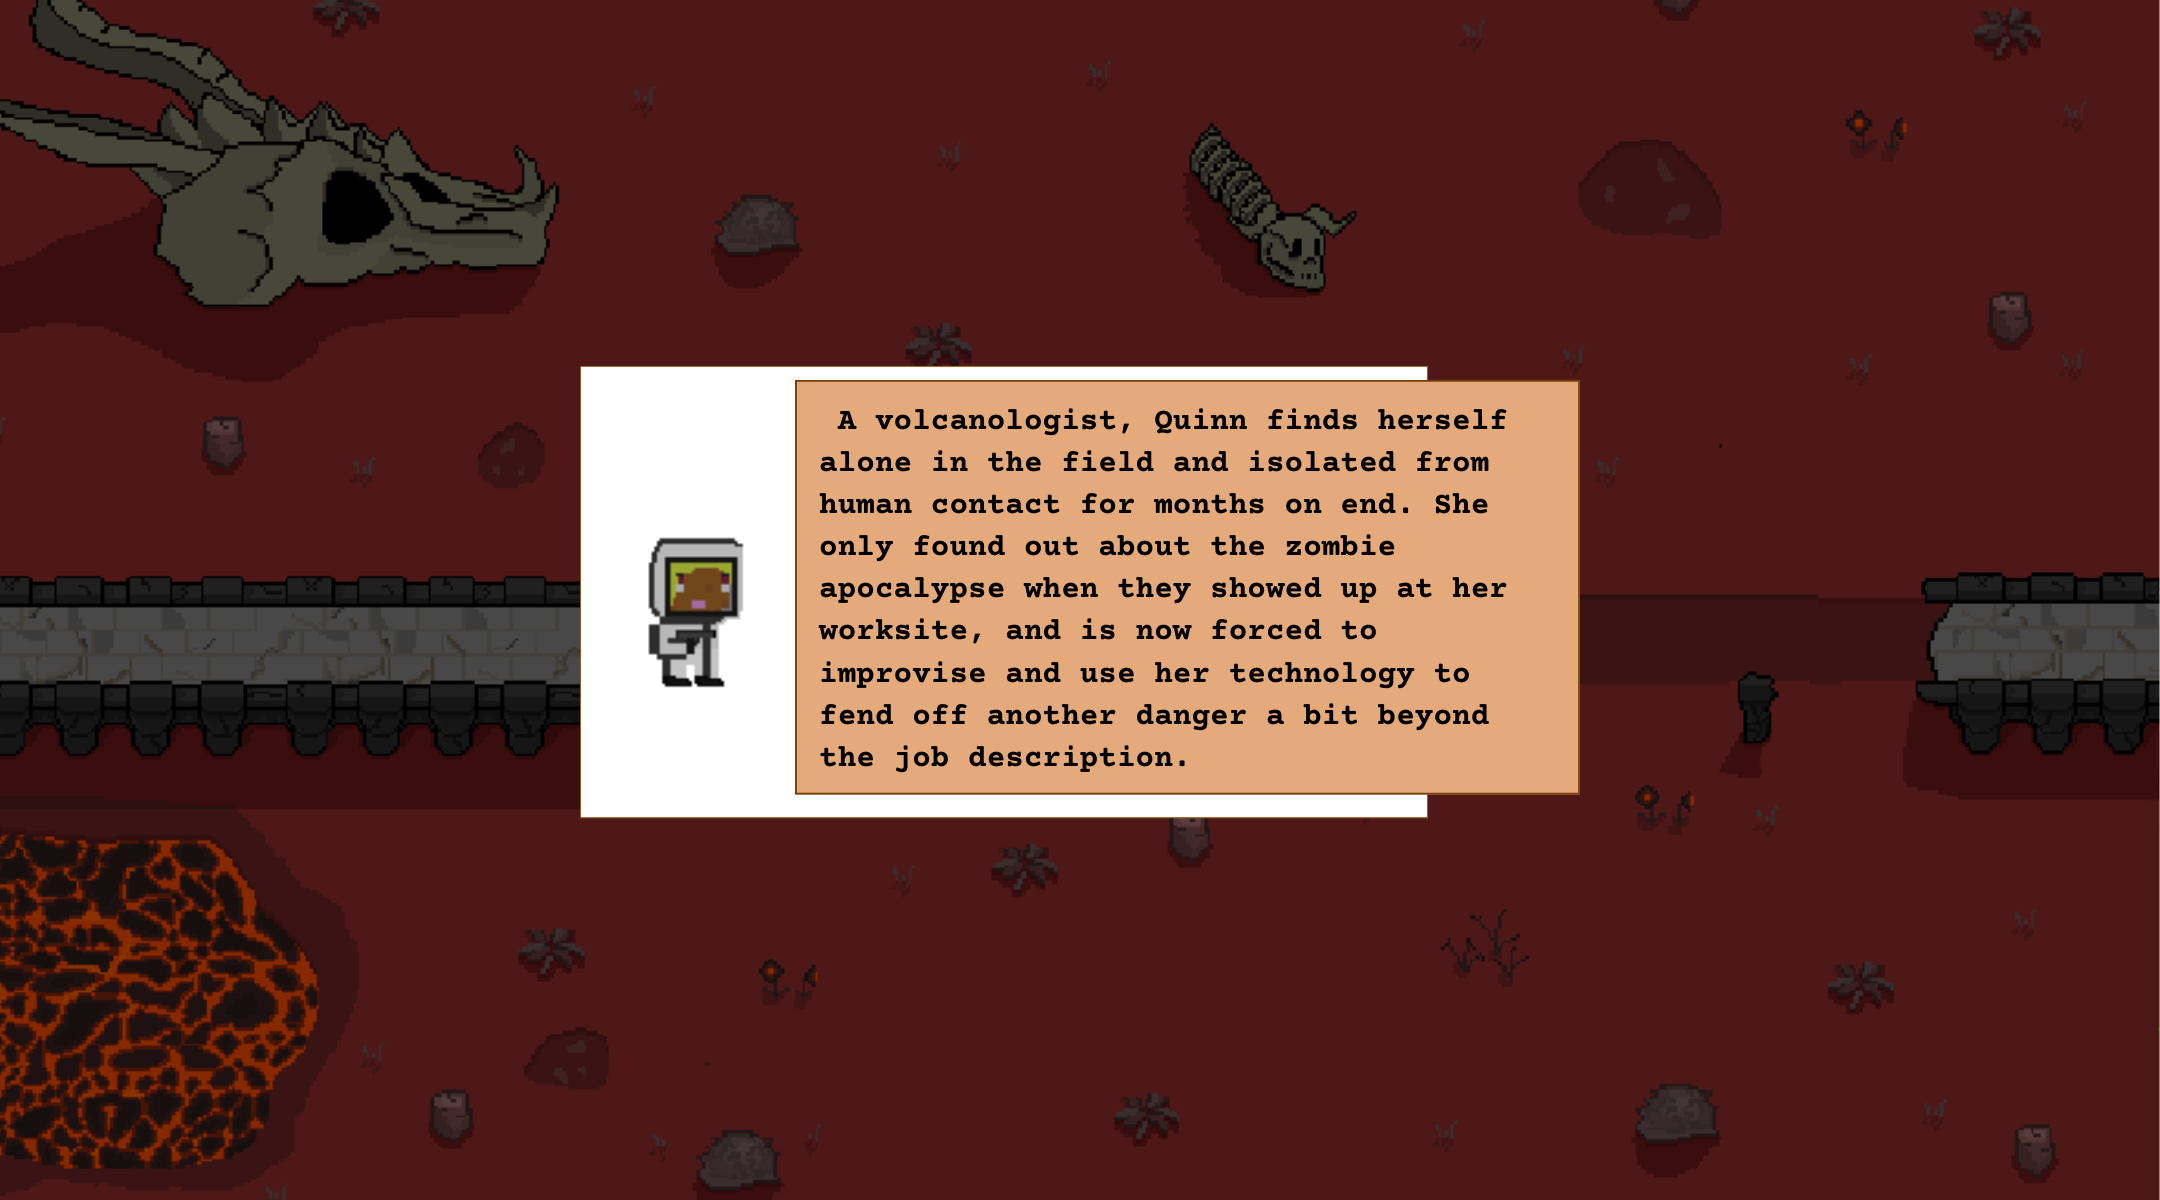 A volcanologist, Quinn finds herself
alone in the field and isolated from
human contact for months on end. She
only found out about the zombie
apocalypse when they showed up at her
worksite, and is now forced to
improvise and use her technology to
fend off another danger a bit beyond
the job description.